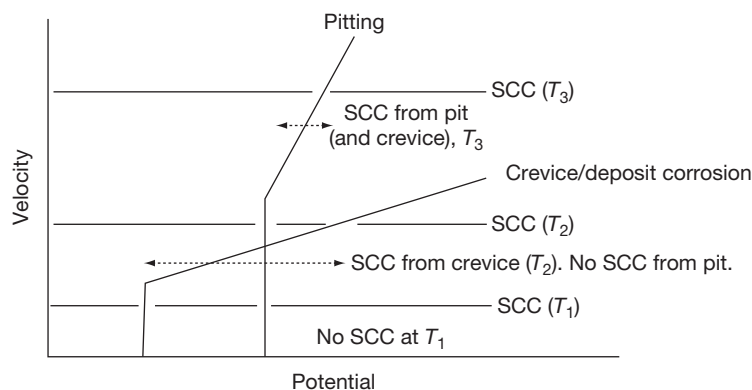 Pitting
SCC (T3)
SCC from pit
(and crevice), T3
Crevice/deposit corrosion
Velocity
SCC (T2)
SCC from crevice (T2). No SCC from pit.
SCC (T1)
No SCC at T1
Potential